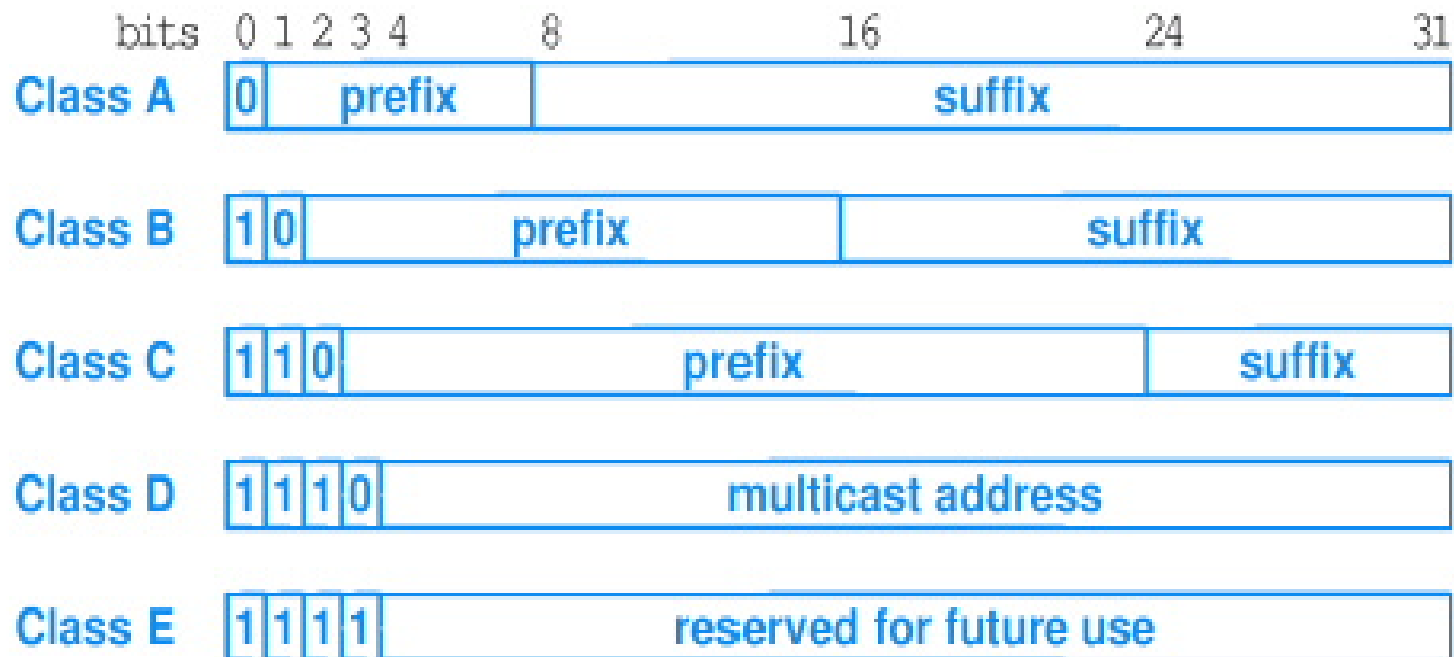 bits 0 1 2 3 4 8 16 24 31
Class A 0 prefix suffix
Class B 1 0 prefix suffix
Class C 1 1 0 prefix suffix
Class D 1 1 1 0 multicast address
Class E 1 1 1 1 reserved for future use